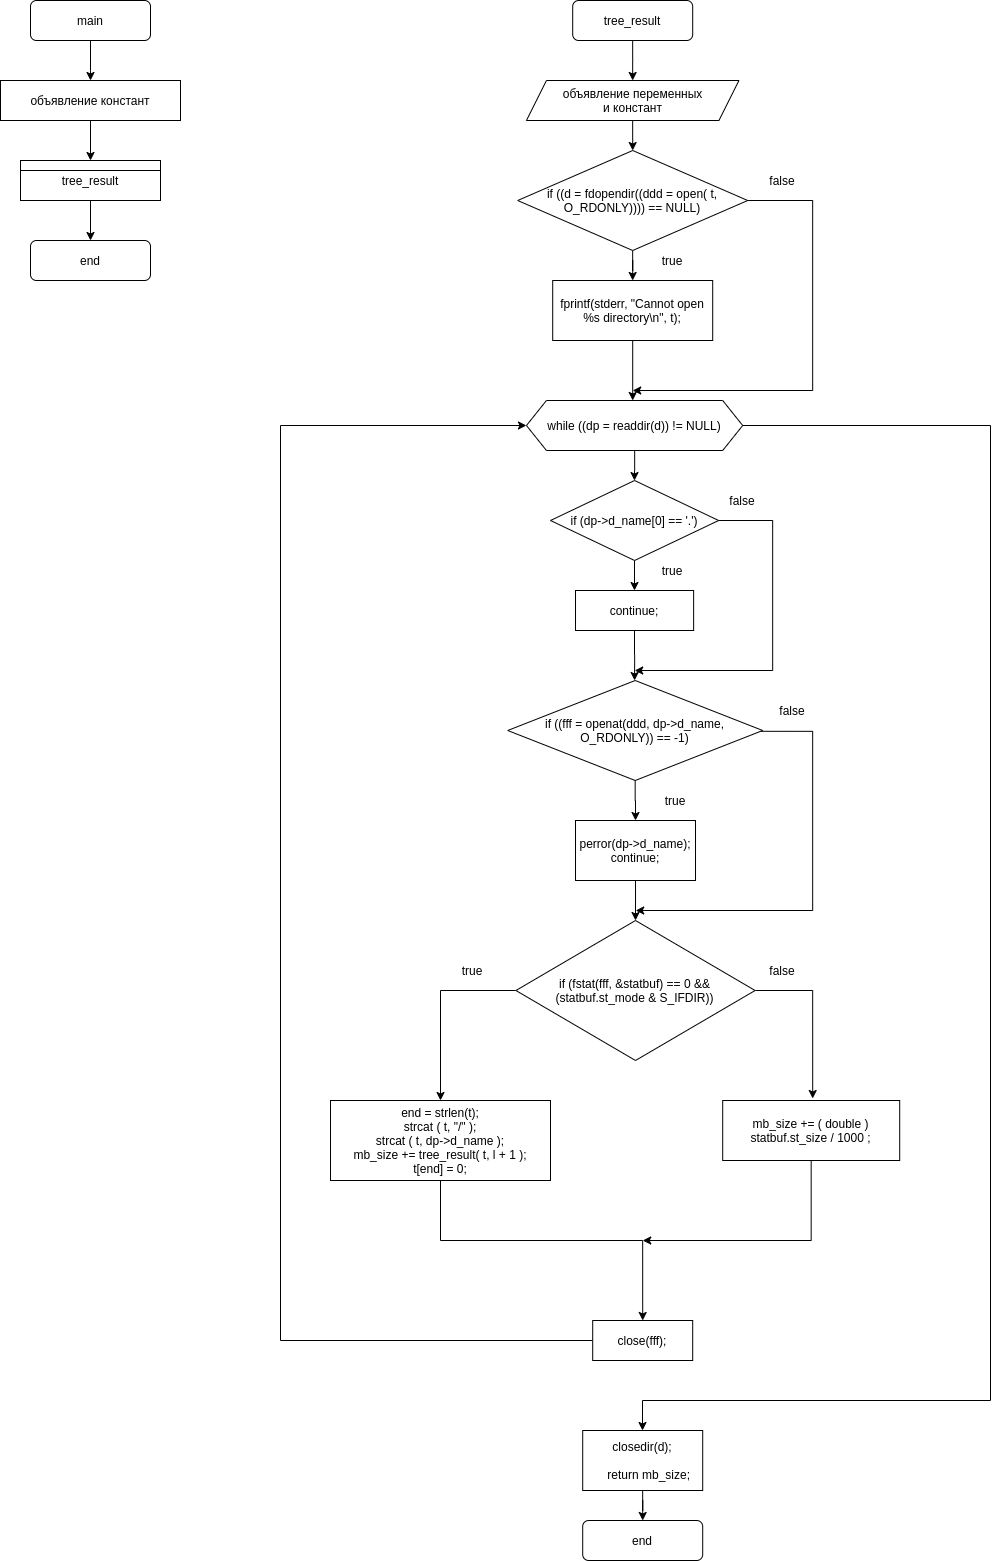 main
объявление констант
tree_result
end
tree_result
объявление переменных
и констант
if ((d = fdopendir((ddd = open( t,
O_RDONLY)))) == NULL)
false
true
fprintf(stderr, "Cannot open
%s directory\n", t);
while ((dp = readdir(d)) != NULL)
if (dp->d_name[0] == '.')
false
true
continue;
if ((fff = openat(ddd, dp->d_name,
O_RDONLY)) == -1)
false
true
perror(dp->d_name);
continue;
if (fstat(fff, &statbuf) == 0 &&
(statbuf.st_mode & S_IFDIR))
true
false
end = strlen(t);
strcat ( t, "/" );
strcat ( t, dp->d_name );
mb_size += tree_result( t, l + 1 );
t[end] = 0;
mb_size += ( double )
statbuf.st_size / 1000 ;
close(fff);
closedir(d);
return mb_size;
end